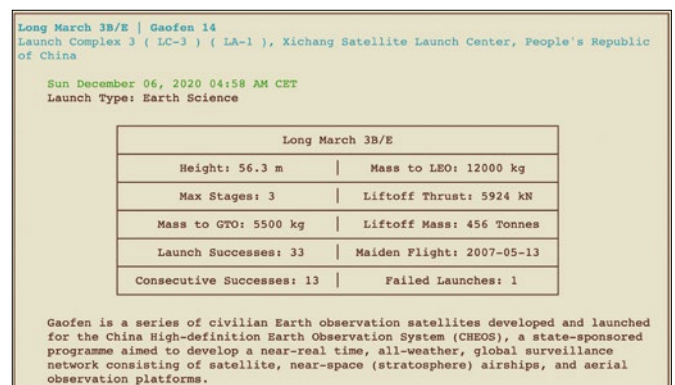 Long March 3B/E | Gaofen 14
Launch Complex 3 ( LC-3 ) ( LA-1 ), Xichang Satellite Launch Center, People's Republic
of China
Sun December 06, 2020 04:58 AM CET
Launch Type: Earth Science
Long March 3B/E
Height: 56.3 m | Mass to LEO: 12000 kg
Max Stages: 3 | Liftoff Thrust: 5924 kN
Mass to GTO: 5500 kg | Liftoff Mass: 456 Tonnes
Launch Successes: 33 | Maiden Flight: 2007-05-13
Consecutive Successes: 13 | Failed Launches: 1
Gaofen is a series of civilian Earth observation satellites developed and launched
for the China High-definition Earth Observation System (CHEOS), a state-sponsored
programme aimed to develop a near-real time, all-weather, global surveillance
network consisting of satellite, near-space (stratosphere) airships, and aerial
observation platforms.